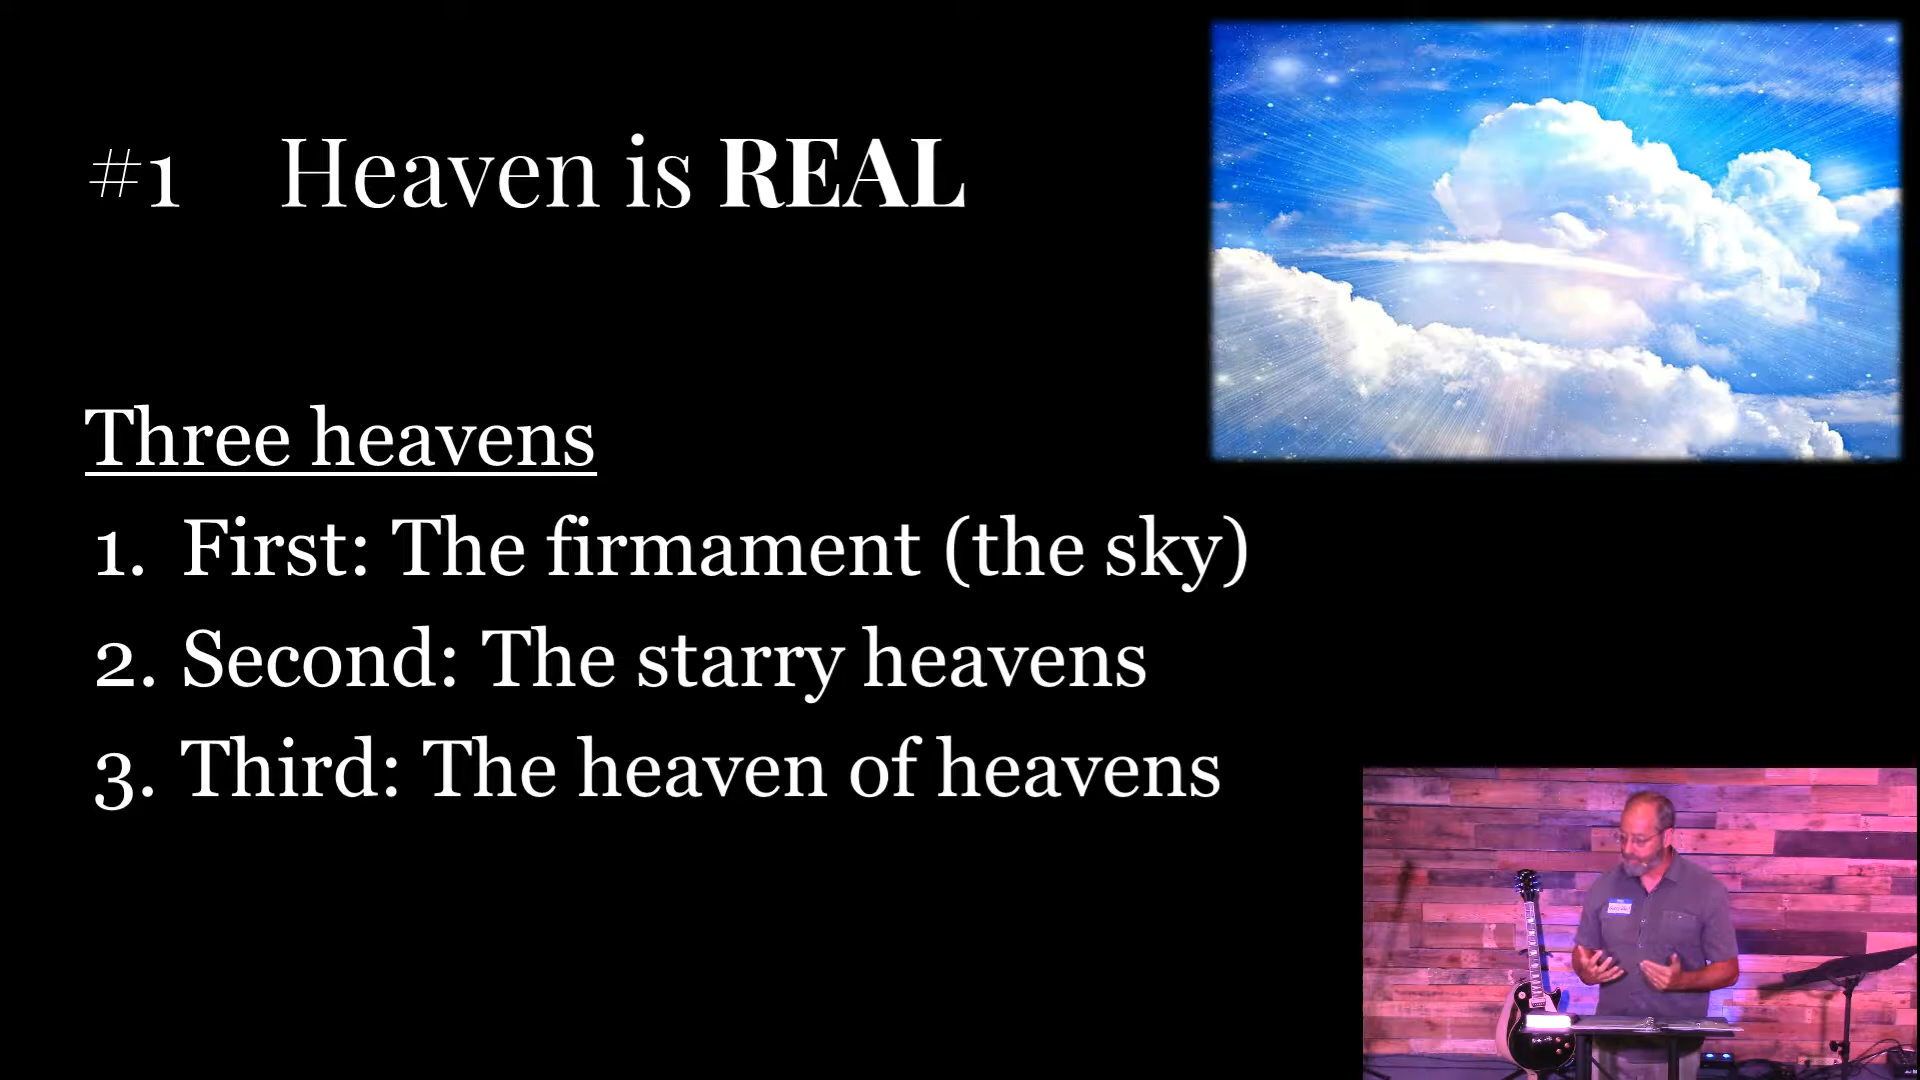 #1 Heaven is REAL
Three heavens
1. First: The firmament (the sky)
2. Second: The starry heavens
3. Third: The heaven of heavens